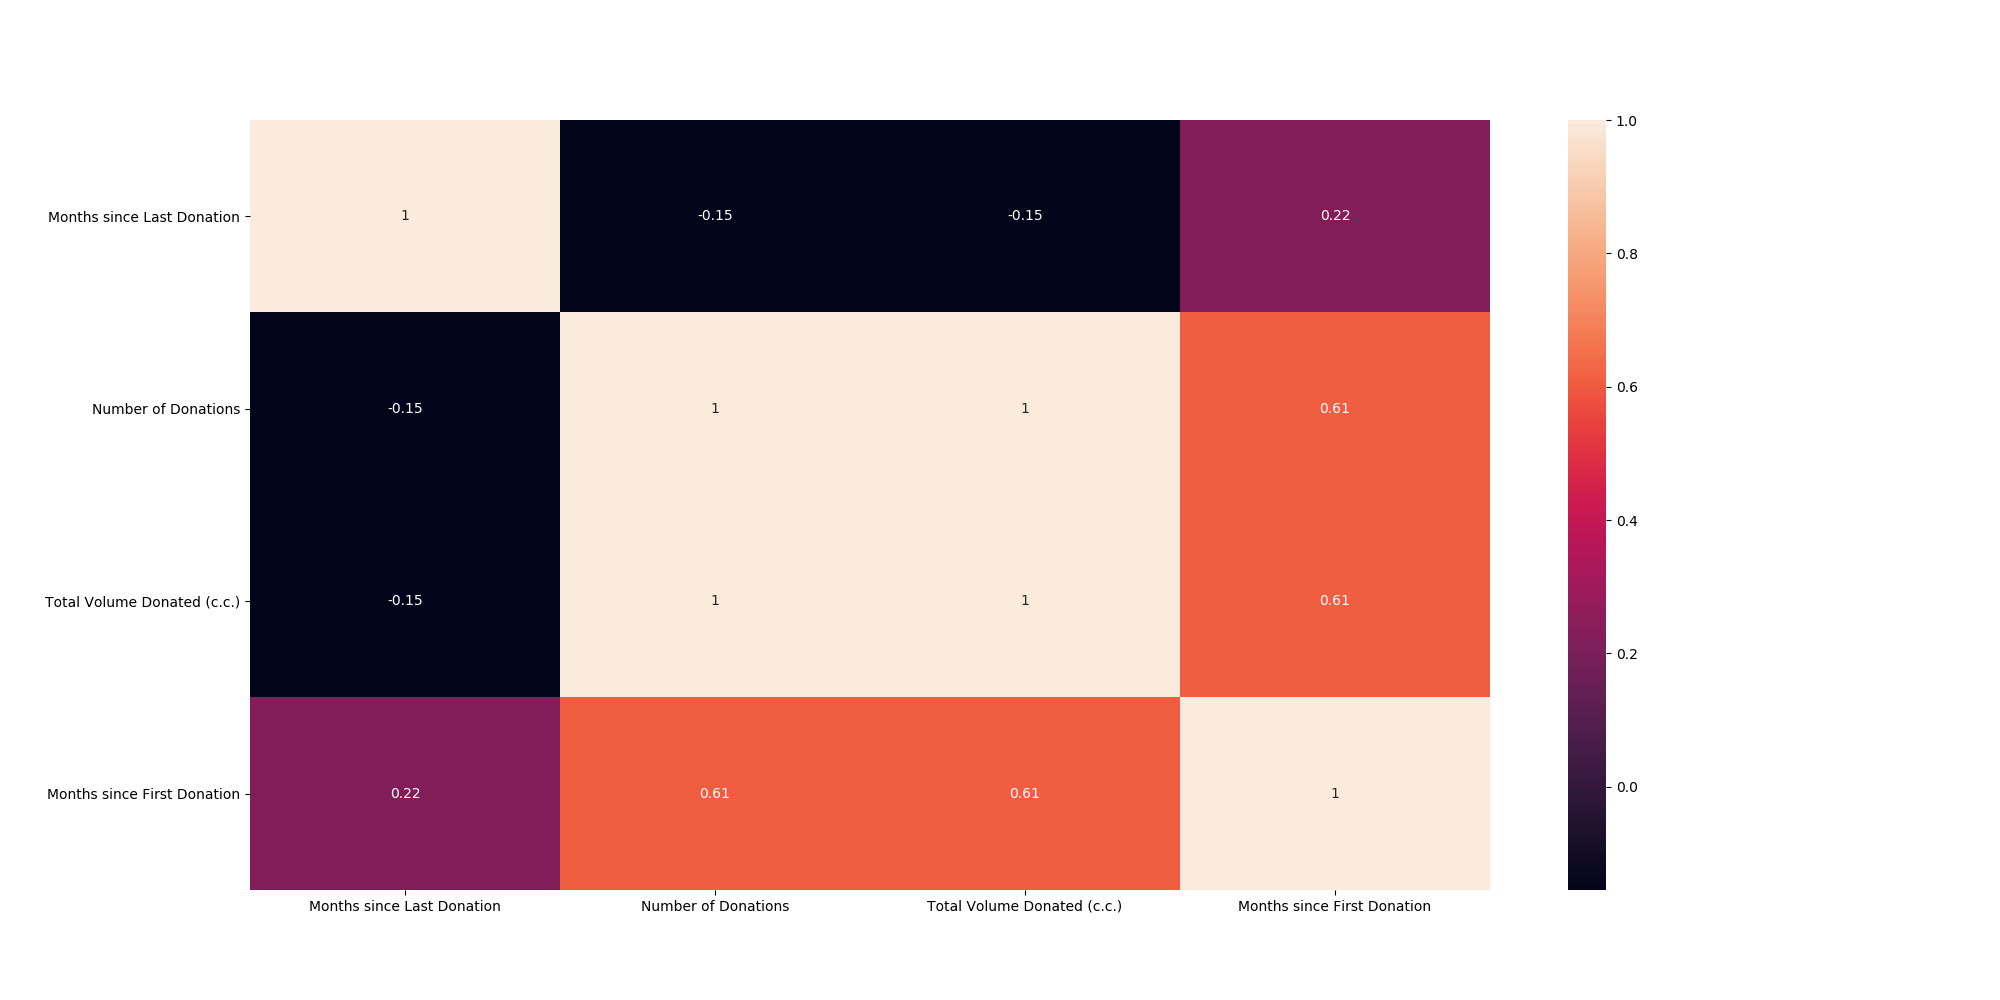 Months since Last Donation 1 -0.15 -0.15 0.22
Number of Donations -0.15 1 1 0.61
Total Volume Donated (c.c.) -0.15 1 1 0.61
Months since First Donation 0.22 0.61 0.61 1
Months since Last Donation Number of Donations Total Volume Donated (c.c.) Months since First Donation
1.0
0.8
0.6
0.4
0.2
0.0